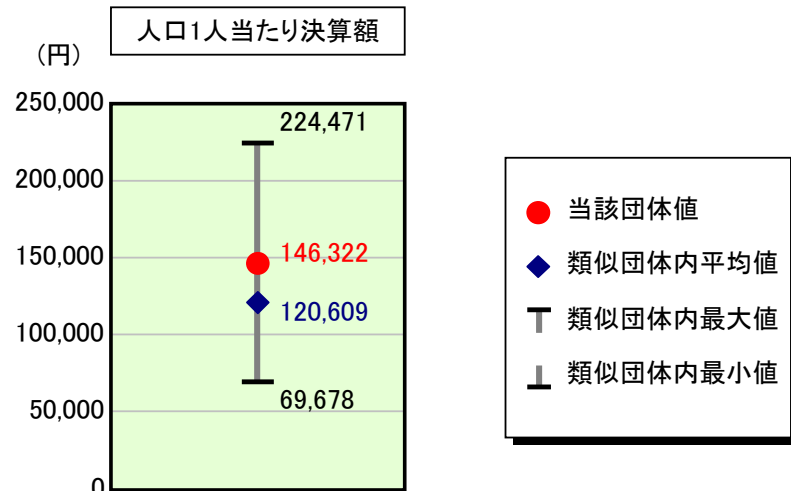 人口1人当たり決算額
（円）
250,000
224,471
200,000
150,000
146,322
120,609
100,000
69,678
50,000
0
当該団体値
類似団体内平均値
類似団体内最大値
類似団体内最小値